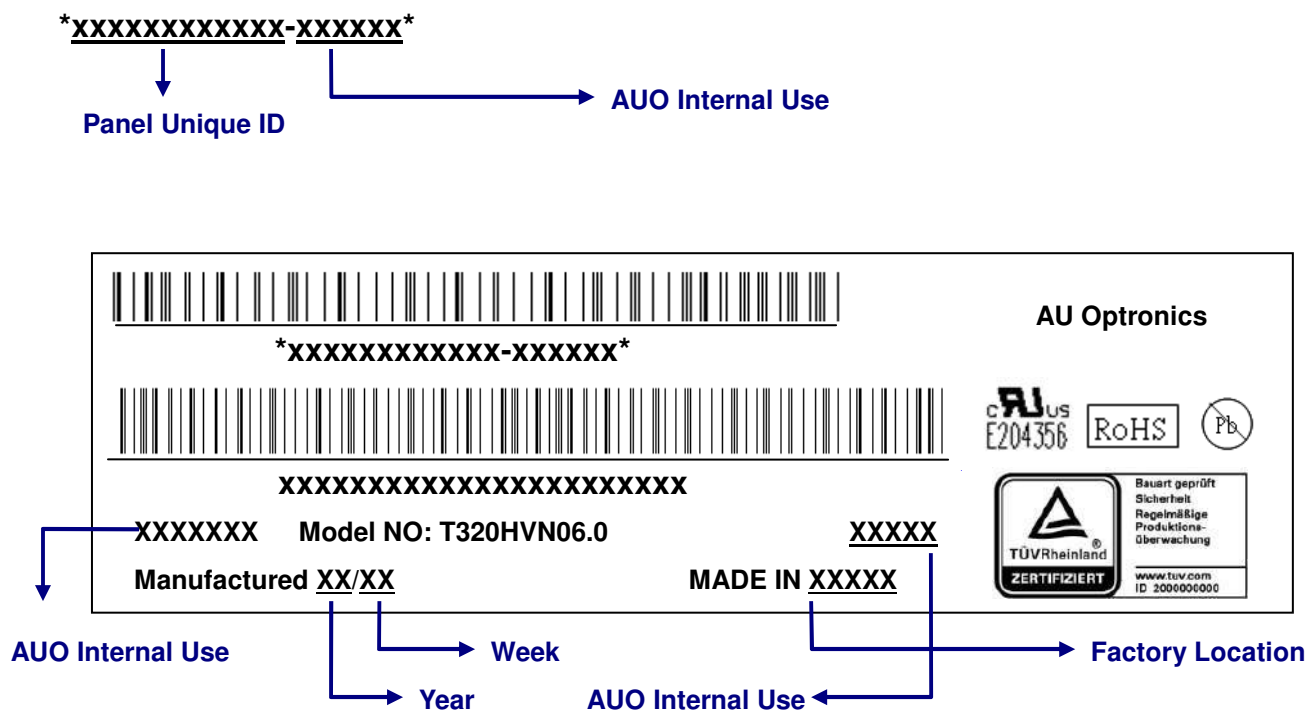 *xxxxxxxxxxxx-xxxxxx*
AUO Internal Use
Panel Unique ID
AU Optronics
*xxxxxxxxxxxx-xxxxxx*
c RU us
E204356
RoHS
Pb
xxxxxxxxxxxxxxxxxxxxxxx
Bauart geprüft
Sicherheit
Regelmäßige
Produktions-
überwachung
TÜVRheinland®
ZERTIFIZIERT
www.tuv.com
ID 2000000000
XXXXXXX Model NO: T320HVN06.0 XXXXX
Manufactured XX/XX MADE IN XXXXX
AUO Internal Use
Week
Factory Location
Year
AUO Internal Use